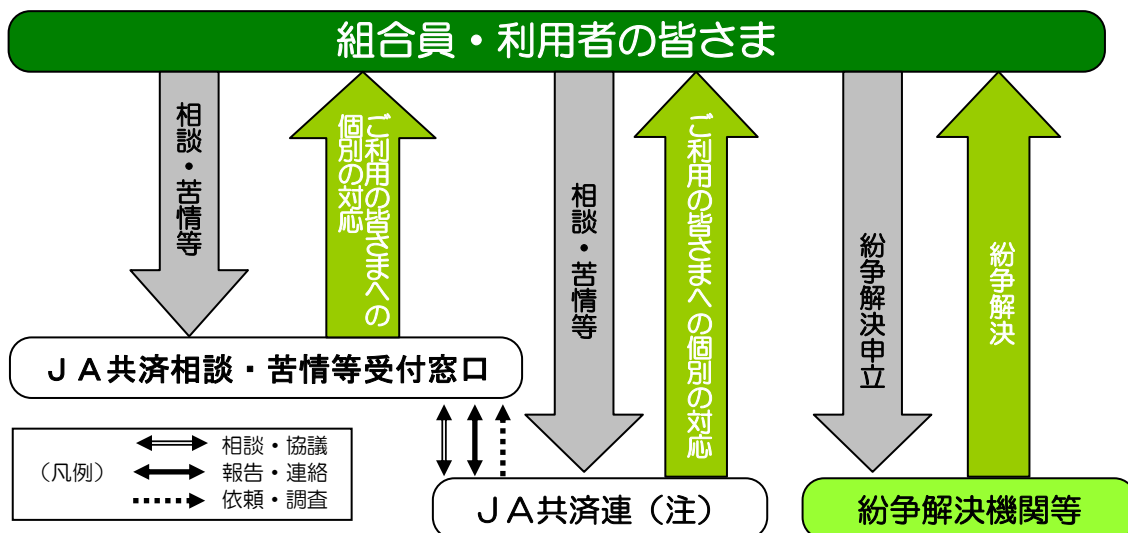 組合員・利用者の皆さま
相談・苦情等
ご利用の皆さまへの
個別の対応
相談・苦情等
ご利用の皆さまへの個別の対応
紛争解決申立
紛争解決
JA共済相談・苦情等受付窓口
(凡例)
相談・協議
報告・連絡
依頼・調査
JA共済連(注)
紛争解決機関等